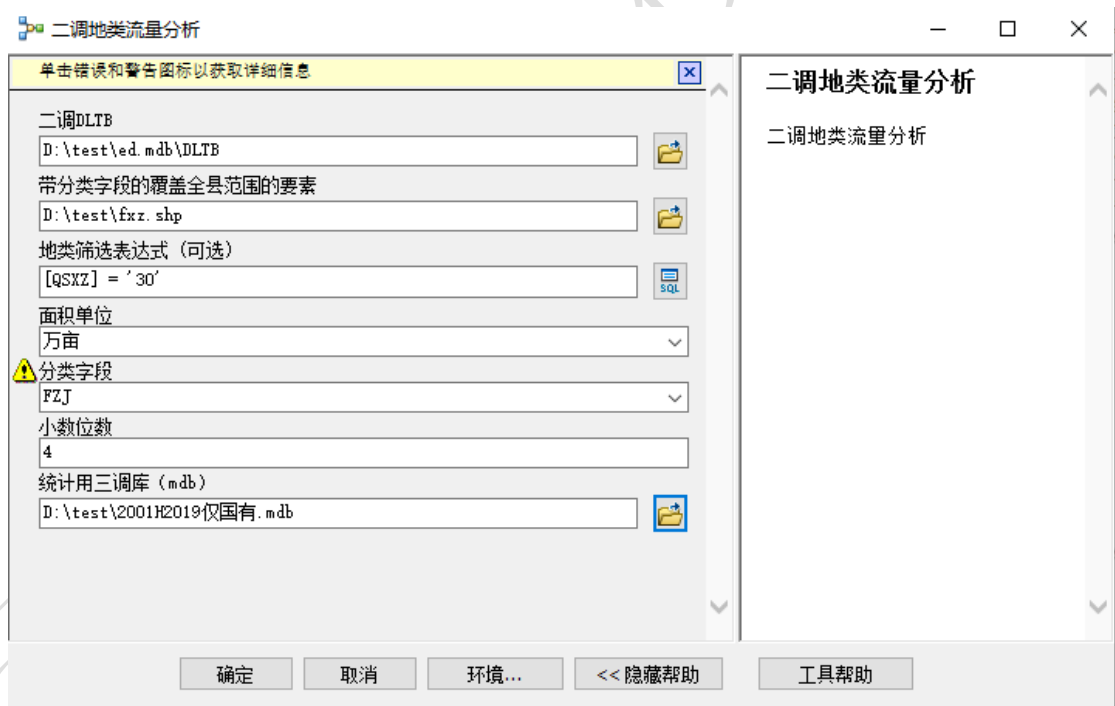 二调地类流量分析
单击错误和警告图标以获取详细信息
二调DLTB
D:\test\ed.mdb\DLTB
带分类字段的覆盖全县范围的要素
D:\test\fxz.shp
地类筛选表达式（可选）
[QSXZ] = '30'
SQL
面积单位
万亩
分类字段
FZJ
小数位数
4
统计用三调库（mdb）
D:\test\2001H2019仅国有.mdb
二调地类流量分析
二调地类流量分析
确定
取消
环境...
<< 隐藏帮助
工具帮助